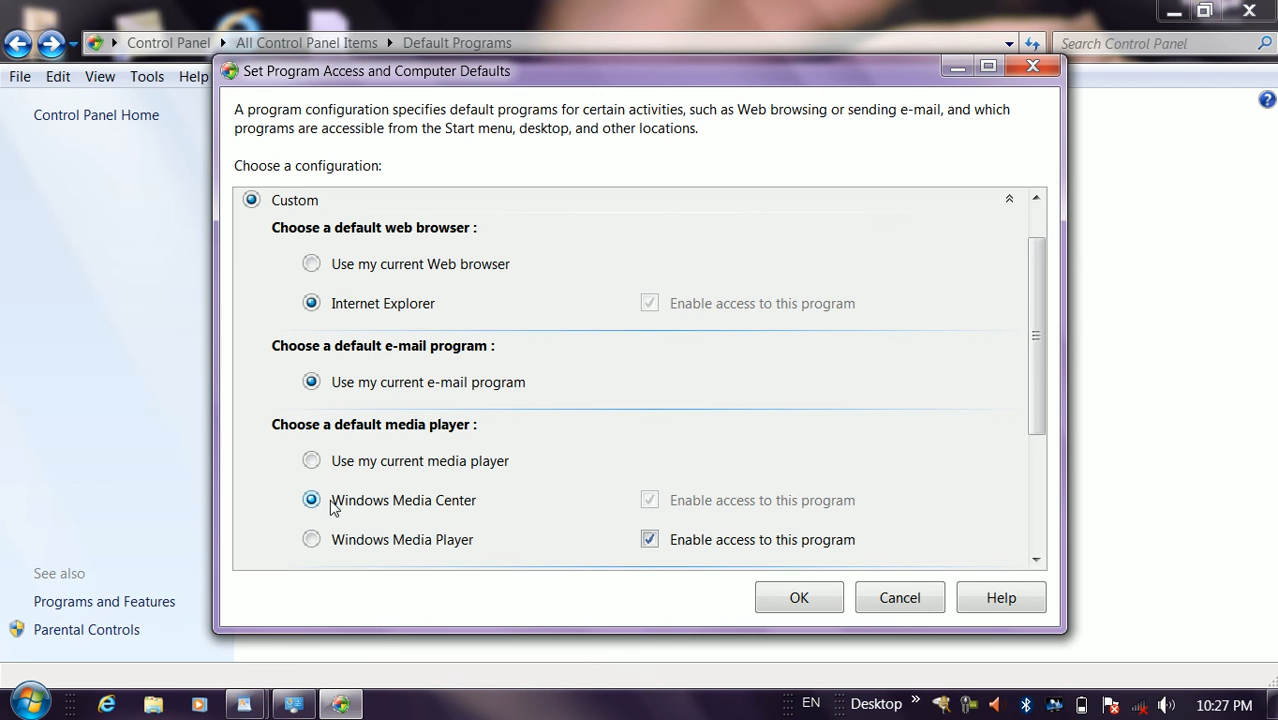 Control Panel
All Control Panel Items
Default Programs
Search Control Panel
File
Edit
View
Tools
Help
Set Program Access and Computer Defaults
Control Panel Home
A program configuration specifies default programs for certain activities, such as Web browsing or sending e-mail, and which
programs are accessible from the Start menu, desktop, and other locations.
Choose a configuration:
Custom
Choose a default web browser :
Use my current Web browser
Internet Explorer
Enable access to this program
Choose a default e-mail program :
Use my current e-mail program
Choose a default media player :
Use my current media player
Windows Media Center
Enable access to this program
Windows Media Player
Enable access to this program
OK
Cancel
Help
See also
Programs and Features
Parental Controls
EN
Desktop
10:27 PM